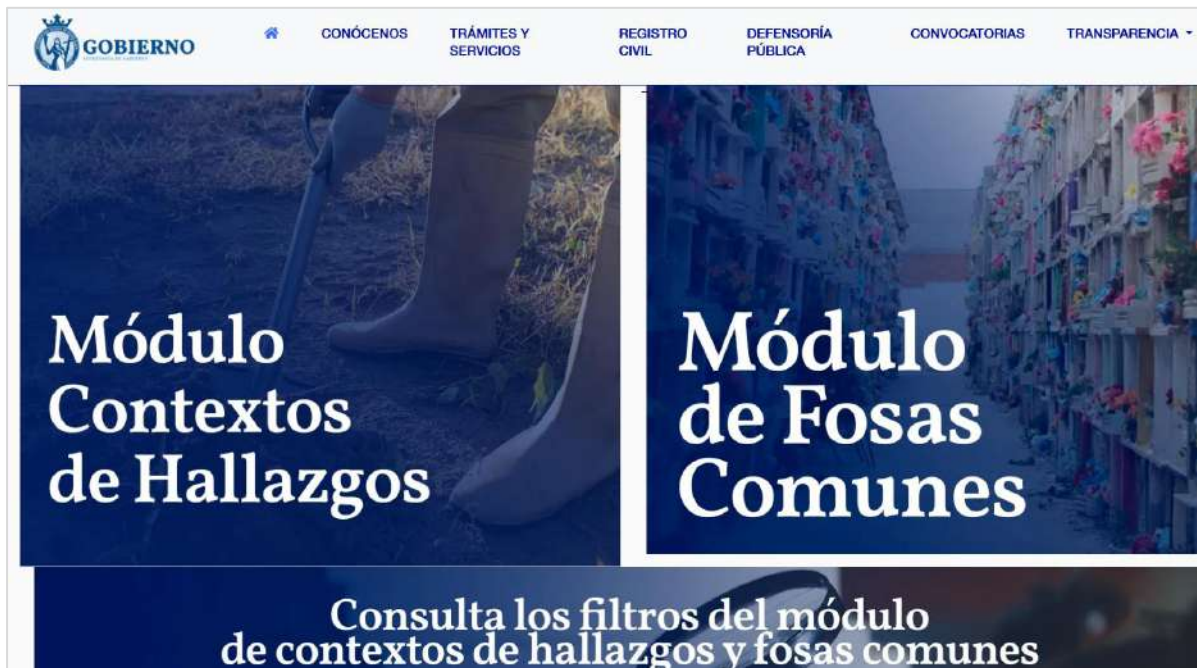 GOBIERNO
CONÓCENOS
TRÁMITES Y
SERVICIOS
REGISTRO
CIVIL
DEFENSORÍA
PÚBLICA
CONVOCATORIAS
TRANSPARENCIA
Módulo
Contextos
de Hallazgos
Módulo
de Fosas
Comunes
Consulta los filtros del módulo
de contextos de hallazgos y fosas comunes